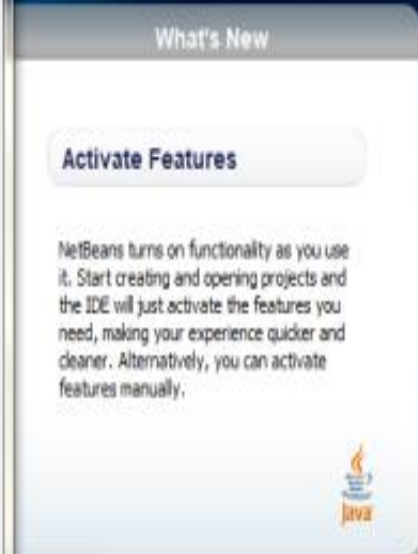 What's New
Activate Features
NetBeans turns on functionality as you use
it. Start creating and opening projects and
the IDE will just activate the features you
need, making your experience quicker and
cleaner. Alternatively, you can activate
features manually.
Java